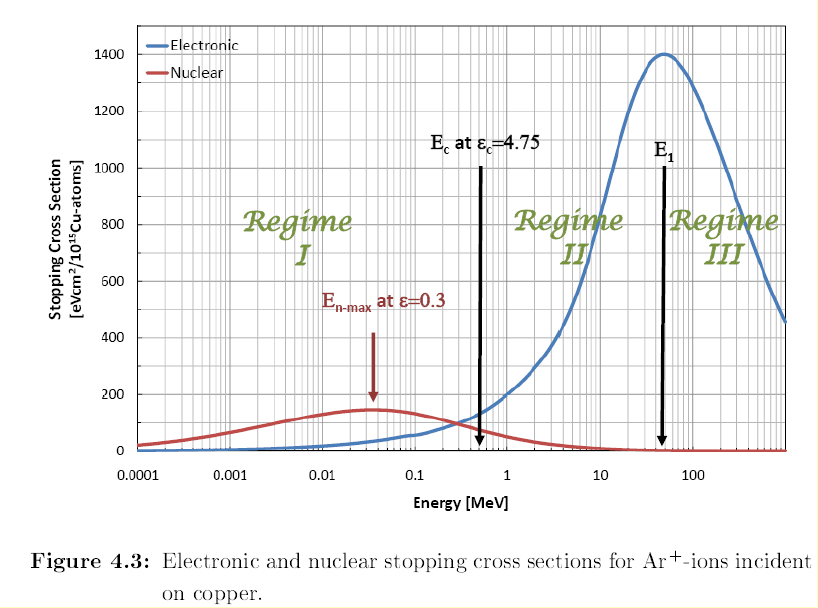 1400
1200
1000
800
600
400
200
0
Stopping Cross Section
[eVcm²/10¹⁵Cu-atoms]
Electronic
Nuclear
E_c at ε_c=4.75
E₁
Regime
I
Regime
II
Regime
III
E_n-max at ε=0.3
0.0001
0.001
0.01
0.1
1
10
100
Energy [MeV]
Figure 4.3: Electronic and nuclear stopping cross sections for Ar⁺-ions incident
on copper.